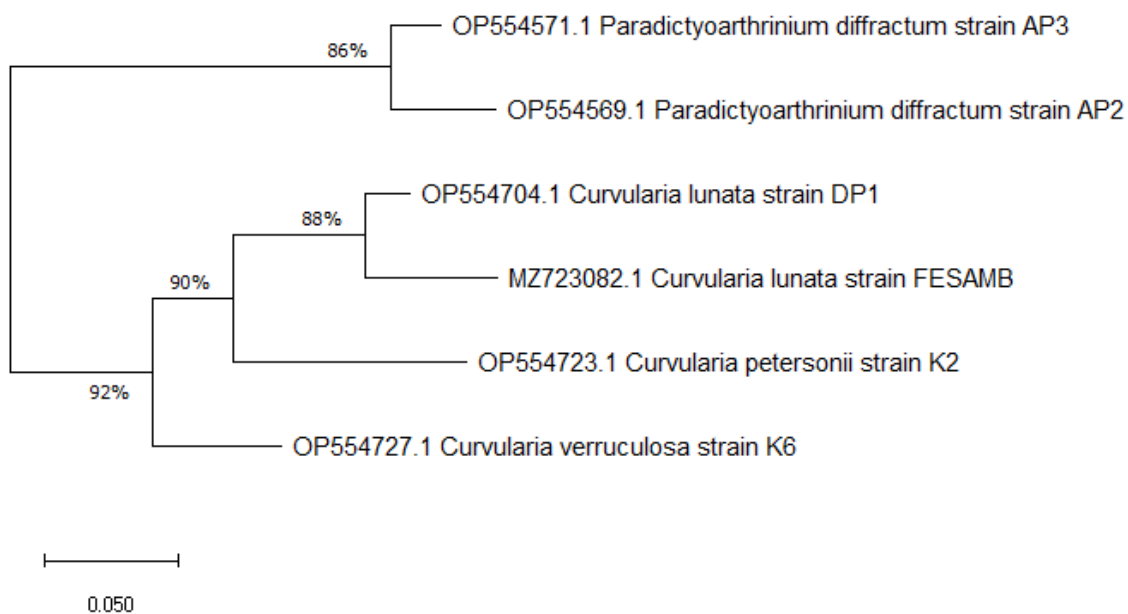 OP554571.1 Paradictyoarthrinium diffractum strain AP3
86%
OP554569.1 Paradictyoarthrinium diffractum strain AP2
OP554704.1 Curvularia lunata strain DP1
88%
MZ723082.1 Curvularia lunata strain FESAMB
90%
OP554723.1 Curvularia petersonii strain K2
92%
OP554727.1 Curvularia verruculosa strain K6
0.050